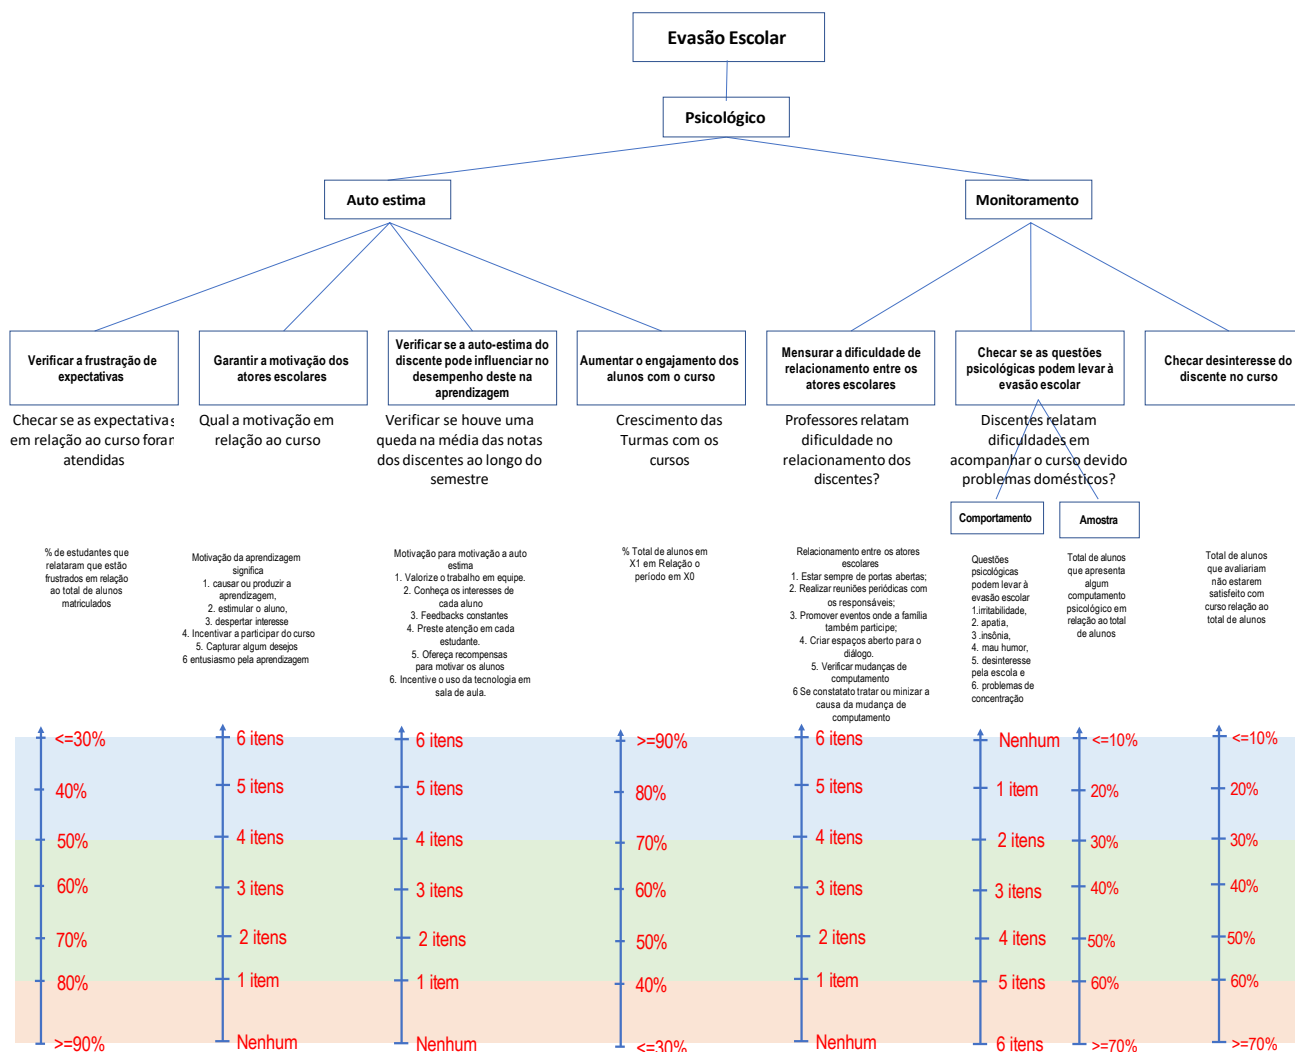 Evasão Escolar
Psicológico
Auto estima
Monitoramento
Verificar a frustração de
expectativas
Garantir a motivação dos
atores escolares
Verificar se a auto-estima do
discente pode influenciar no
desempenho deste na
aprendizagem
Aumentar o engajamento dos
alunos com o curso
Mensurar a dificuldade de
relacionamento entre os
atores escolares
Checar se as questões
psicológicas podem levar à
evasão escolar
Checar desinteresse do
discente no curso
Checar se as expectativas
em relação ao curso foram
atendidas
Qual a motivação em
relação ao curso
Verificar se houve uma
queda na média das notas
dos discentes ao longo do
semestre
Crescimento das
Turmas com os
cursos
Professores relatam
dificuldade no
relacionamento dos
discentes?
Discentes relatam
dificuldades em
acompanhar o curso devido
problemas domésticos?
Comportamento
Amostra
% de estudantes que
relataram que estão
frustrados em relação
ao total de alunos
matriculados
Motivação da aprendizagem
significa
1. causar ou produzir a
aprendizagem,
2. estimular o aluno,
3. despertar interesse
4. Incentivar a participar do curso
5. Capturar algum desejos
6 entusiasmo pela aprendizagem
Motivação para motivação a auto
estima
1. Valorize o trabalho em equipe.
2. Conheça os interesses de
cada aluno
3. Feedbacks constantes
4. Preste atenção em cada
estudante.
5. Ofereça recompensas
para motivar os alunos
6. Incentive o uso da tecnologia em
sala de aula.
% Total de alunos em
X1 em Relação o
período em X0
Relacionamento entre os atores
escolares
1. Estar sempre de portas abertas;
2. Realizar reuniões periódicas com
os responsáveis;
3. Promover eventos onde a família
também participe;
4. Criar espaços aberto para o
diálogo.
5. Verificar mudanças de
computamento
6 Se constatato tratar ou minizar a
causa da mudança de
computamento
Questões
psicológicas
podem levar à
evasão escolar
1.irritabilidade,
2. apatia,
3 .insônia,
4. mau humor,
5. desinteresse
pela escola e
6. problemas de
concentração
Total de alunos
que apresenta
algum
computamento
psicológico em
relação ao total
de alunos
Total de alunos
que avaliariam
não estarem
satisfeito com
curso relação ao
total de alunos
<=30%
40%
50%
60%
70%
80%
>=90%
6 itens
5 itens
4 itens
3 itens
2 itens
1 item
Nenhum
6 itens
5 itens
4 itens
3 itens
2 itens
1 item
Nenhum
>=90%
80%
70%
60%
50%
40%
<=30%
6 itens
5 itens
4 itens
3 itens
2 itens
1 item
Nenhum
Nenhum
1 item
2 itens
3 itens
4 itens
5 itens
6 itens
<=10%
20%
30%
40%
50%
60%
>=70%
<=10%
20%
30%
40%
50%
60%
>=70%